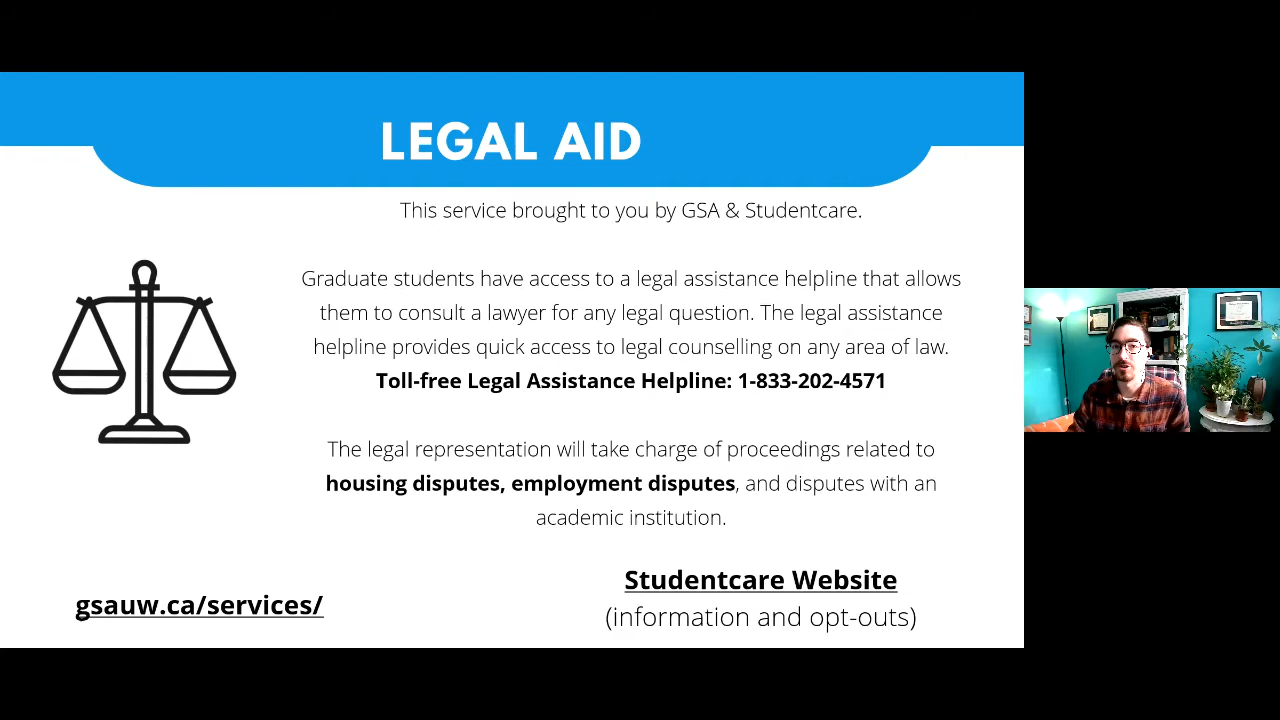 LEGAL AID
This service brought to you by GSA & Studentcare.
Graduate students have access to a legal assistance helpline that allows
them to consult a lawyer for any legal question. The legal assistance
helpline provides quick access to legal counselling on any area of law.
Toll-free Legal Assistance Helpline: 1-833-202-4571
The legal representation will take charge of proceedings related to
housing disputes, employment disputes, and disputes with an
academic institution.
gsauw.ca/services/
Studentcare Website
(information and opt-outs)